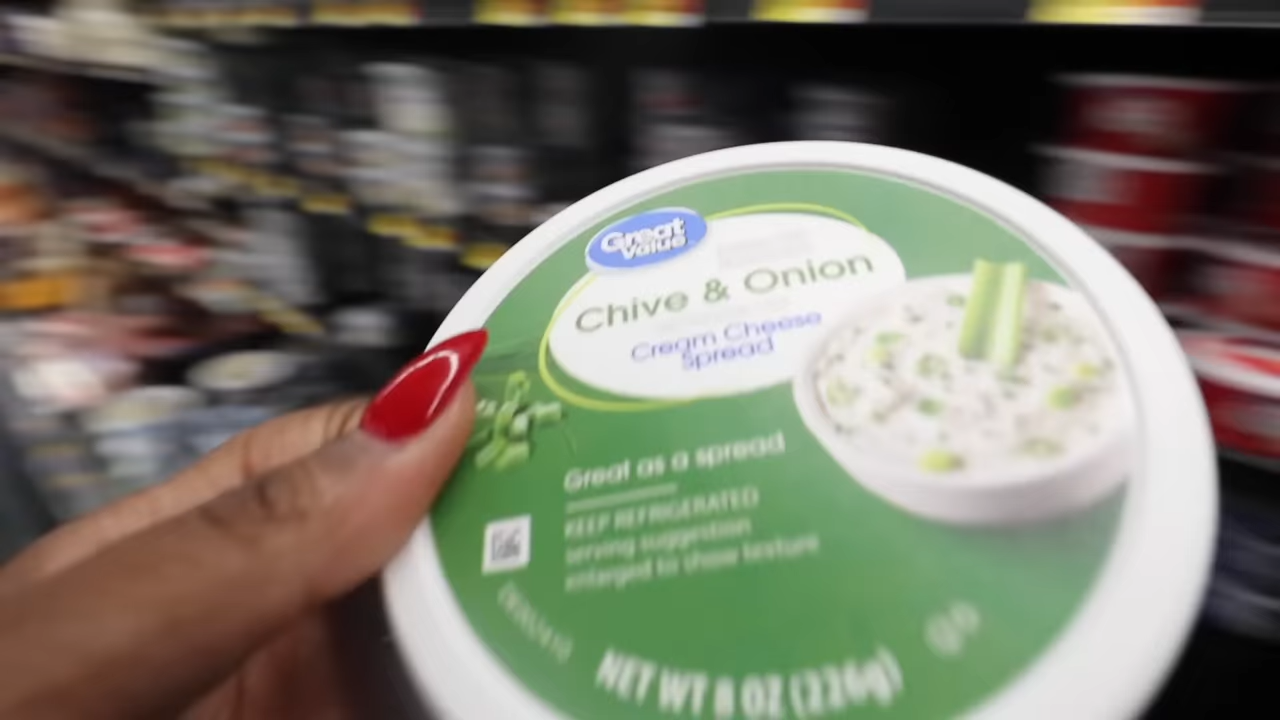 Great
Value
Chive & Onion
Cream Cheese
Spread
Great as a spread
KEEP REFRIGERATED
serving suggestion
enlarged to show texture
NET WT 8 OZ (226g)